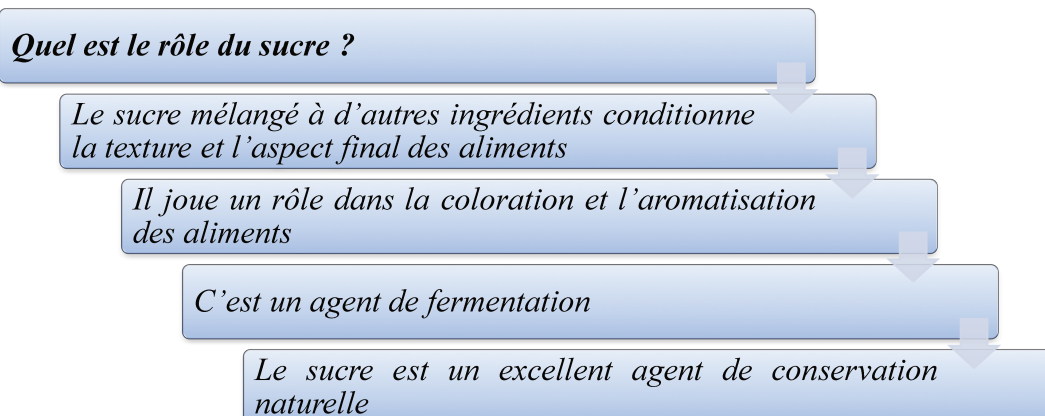 Quel est le rôle du sucre ?
Le sucre mélangé à d’autres ingrédients conditionne
la texture et l’aspect final des aliments
Il joue un rôle dans la coloration et l’aromatisation
des aliments
C’est un agent de fermentation
Le sucre est un excellent agent de conservation
naturelle